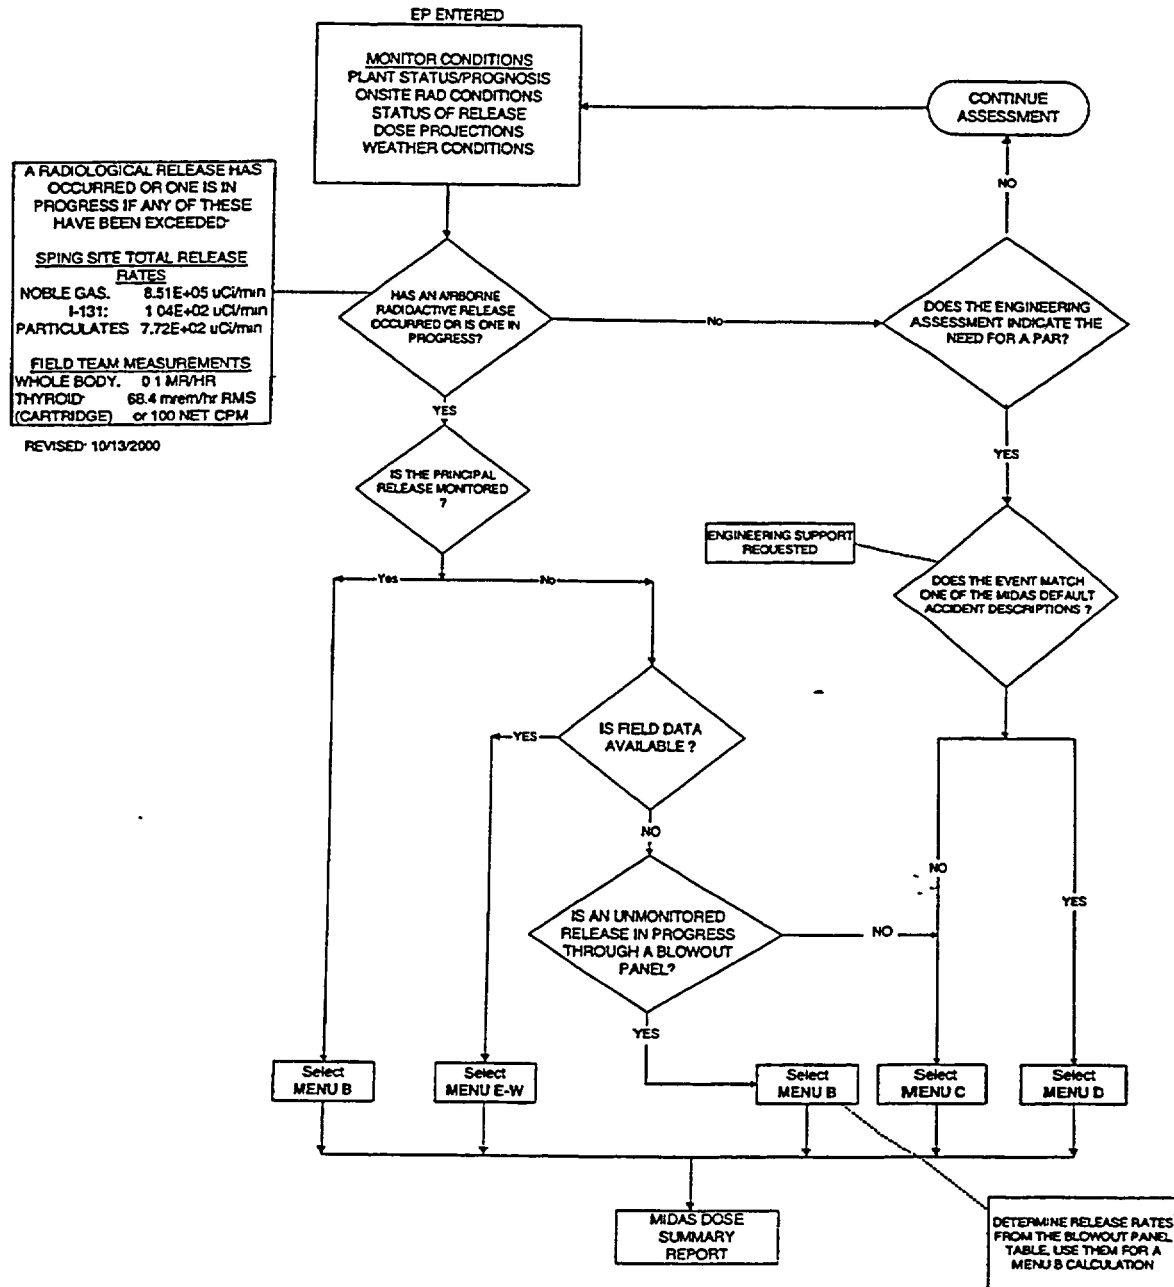 EP ENTERED
MONITOR CONDITIONS
PLANT STATUS/PROGNOSIS
ONSITE RAD CONDITIONS
STATUS OF RELEASE
DOSE PROJECTIONS
WEATHER CONDITIONS
CONTINUE
ASSESSMENT
A RADIOLOGICAL RELEASE HAS
OCCURRED OR ONE IS IN
PROGRESS IF ANY OF THESE
HAVE BEEN EXCEEDED
SPING SITE TOTAL RELEASE
RATES
NOBLE GAS. 8.51E+05 uCi/min
I-131: 1 04E+02 uCi/min
PARTICULATES 7.72E+02 uCi/min
FIELD TEAM MEASUREMENTS
WHOLE BODY. 0 1 MR/HR
THYROID 68.4 mrem/hr RMS
(CARTRIDGE) or 100 NET CPM
REVISED 10/13/2000
HAS AN AIRBORNE
RADIOACTIVE RELEASE
OCCURRED OR IS ONE IN
PROGRESS?
No
NO
DOES THE ENGINEERING
ASSESSMENT INDICATE THE
NEED FOR A PAR?
YES
YES
IS THE PRINCIPAL
RELEASE MONITORED
?
ENGINEERING SUPPORT
REQUESTED
DOES THE EVENT MATCH
ONE OF THE MIDAS DEFAULT
ACCIDENT DESCRIPTIONS ?
Yes
No
YES
IS FIELD DATA
AVAILABLE ?
NO
IS AN UNMONITORED
RELEASE IN PROGRESS
THROUGH A BLOWOUT
PANEL?
NO
NO
YES
YES
Select
MENU B
Select
MENU E-W
Select
MENU B
Select
MENU C
Select
MENU D
MIDAS DOSE
SUMMARY
REPORT
DETERMINE RELEASE RATES
FROM THE BLOWOUT PANEL
TABLE, USE THEM FOR A
MENU B CALCULATION